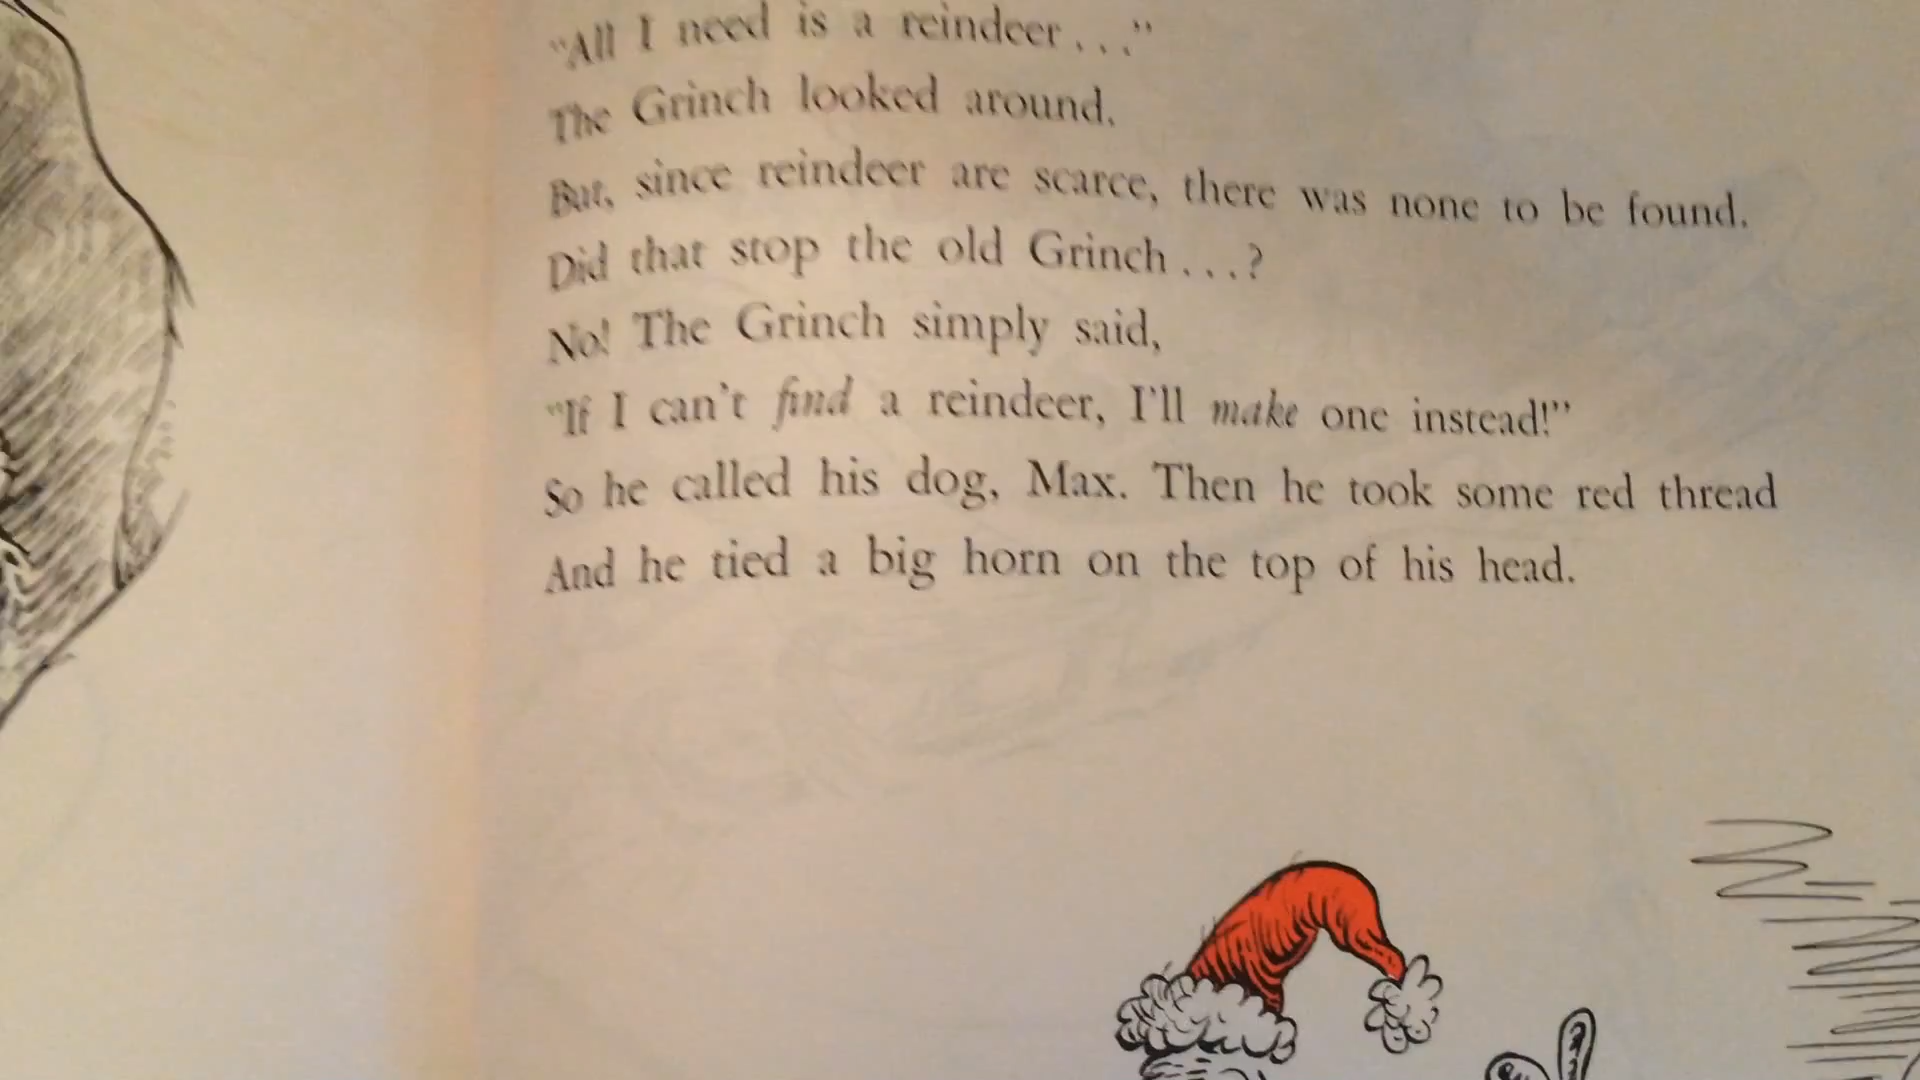 "All I need is a reindeer . . ."
The Grinch looked around.
But, since reindeer are scarce, there was none to be found.
Did that stop the old Grinch . . . ?
No! The Grinch simply said,
"If I can't find a reindeer, I'll make one instead!"
So he called his dog, Max. Then he took some red thread
And he tied a big horn on the top of his head.